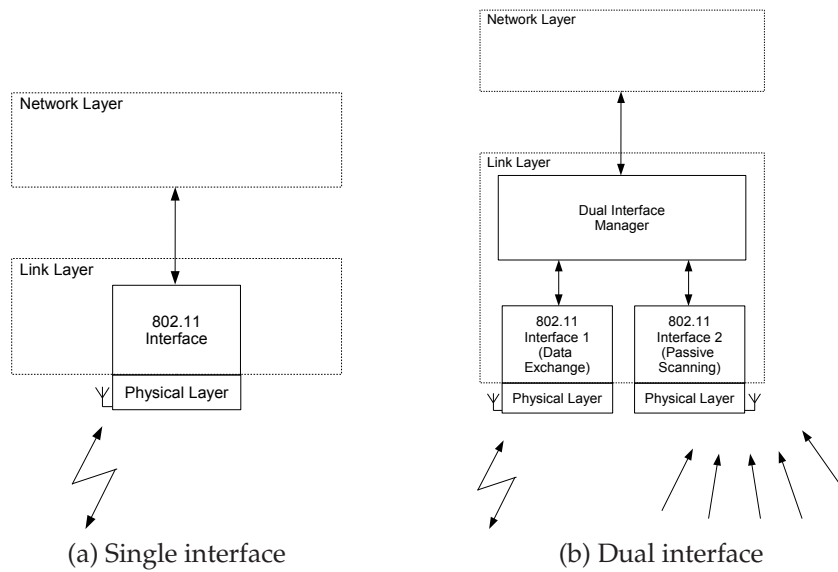 Network Layer
Link Layer
802.11
Interface
Physical Layer
(a) Single interface
Network Layer
Link Layer
Dual Interface
Manager
802.11
Interface 1
(Data
Exchange)
802.11
Interface 2
(Passive
Scanning)
Physical Layer
Physical Layer
(b) Dual interface